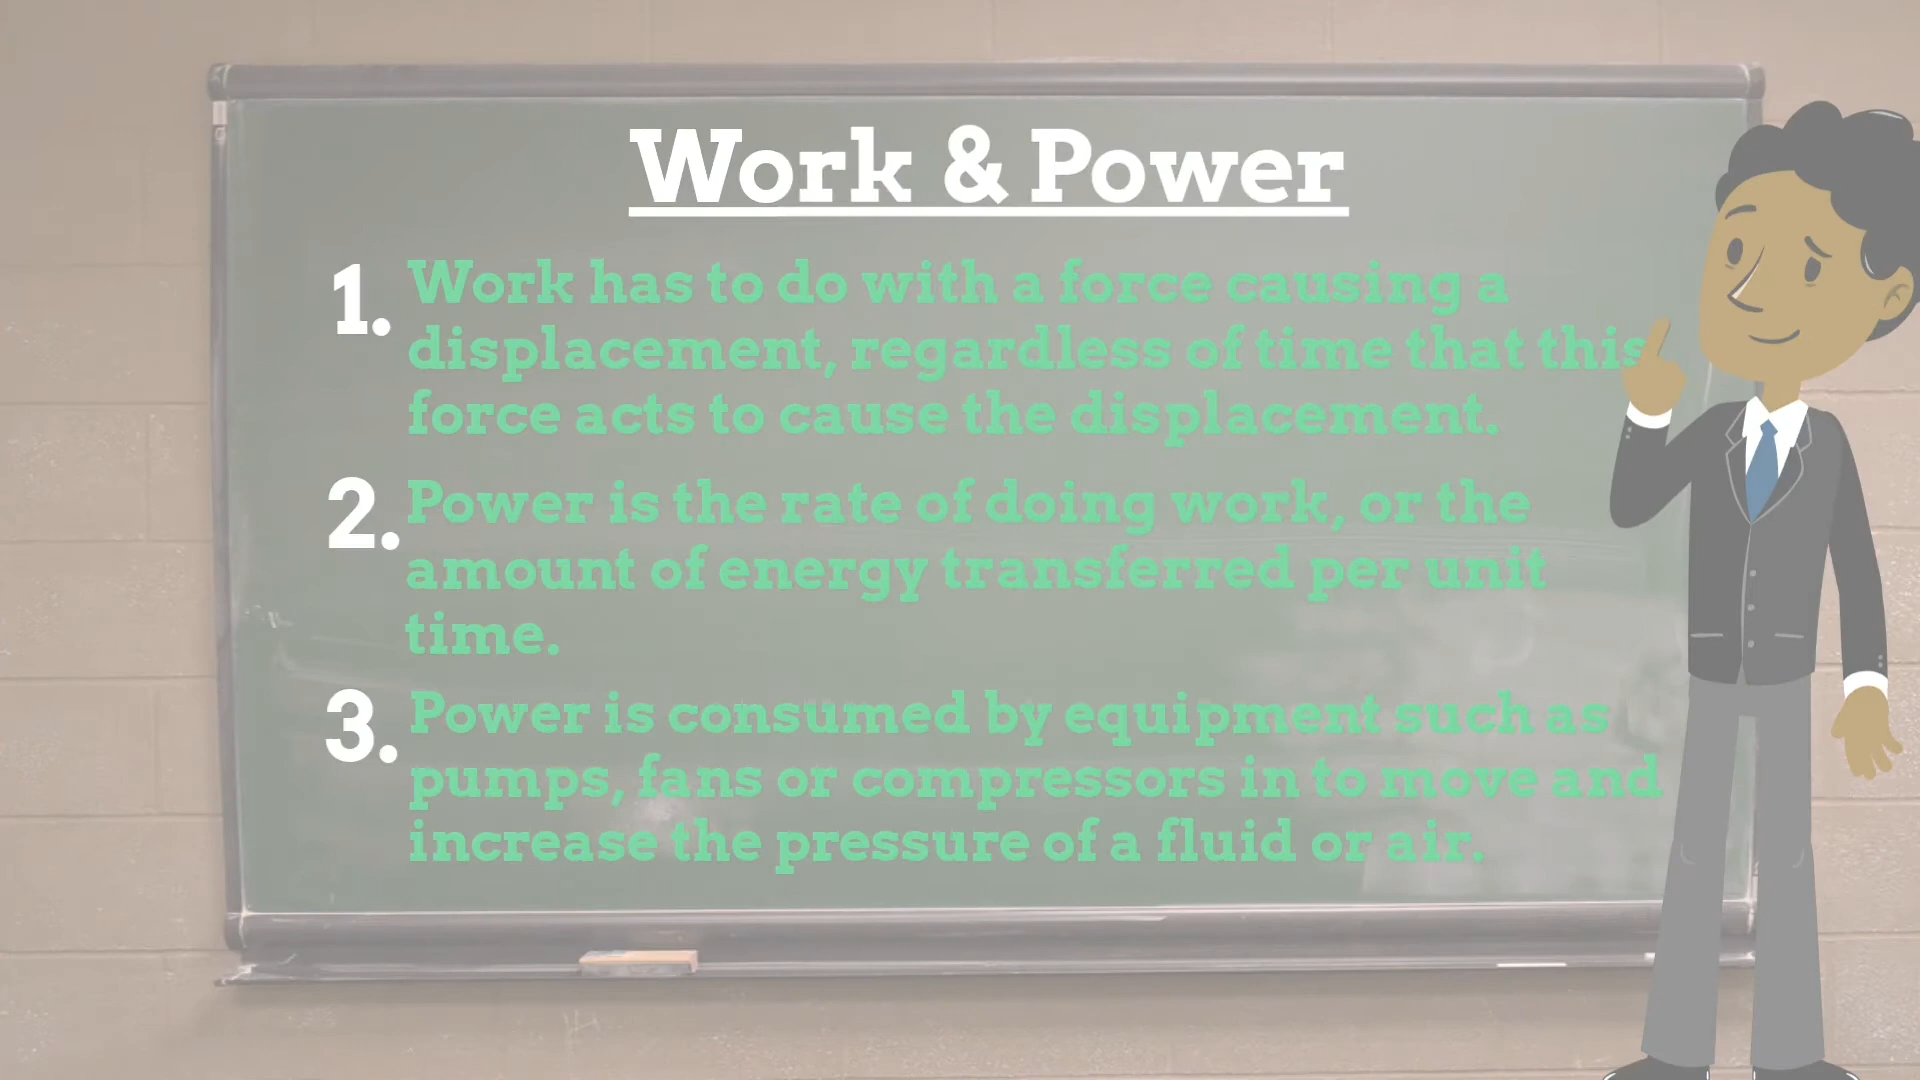 Work & Power
1. Work has to do with a force causing a
displacement, regardless of time that this
force acts to cause the displacement.
2. Power is the rate of doing work, or the
amount of energy transferred per unit
time.
3. Power is consumed by equipment such as
pumps, fans or compressors in to move and
increase the pressure of a fluid or air.